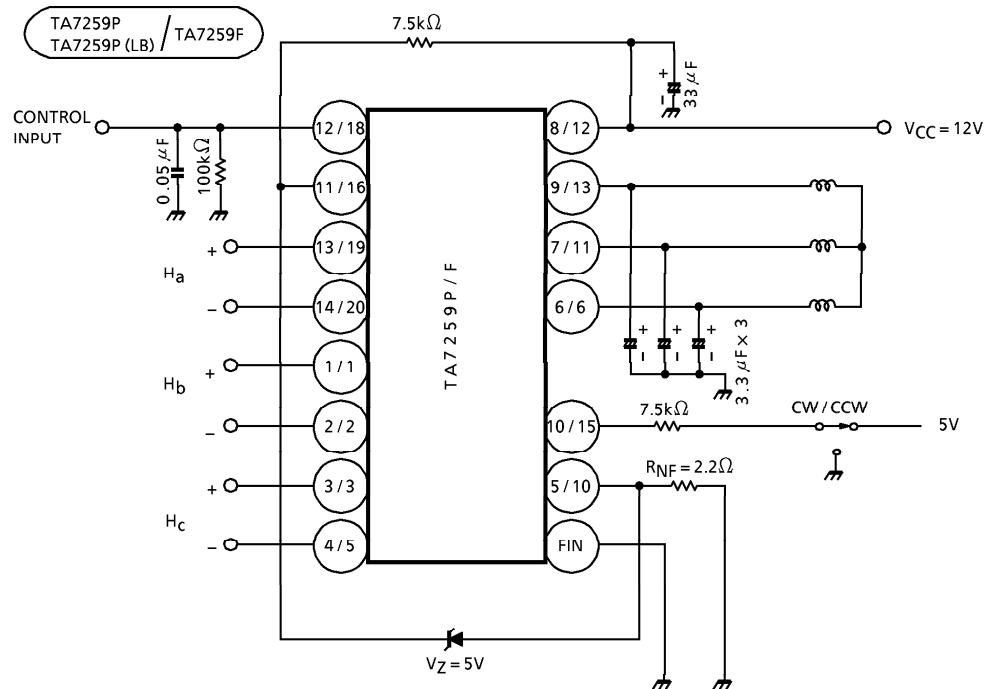 TA7259P
TA7259P (LB) / TA7259F
7.5kΩ
+
-
33μF
CONTROL
INPUT
0.05μF
100kΩ
12 / 18
8 / 12
VCC = 12V
11 / 16
9 / 13
+
Ha
-
13 / 19
7 / 11
14 / 20
6 / 6
TA7259P/F
+
Hb
-
1 / 1
2 / 2
+
-
+
-
+
-
3.3μF × 3
10 / 15
7.5kΩ
CW / CCW
5V
+
Hc
-
3 / 3
4 / 5
5 / 10
RNF = 2.2Ω
FIN
VZ = 5V